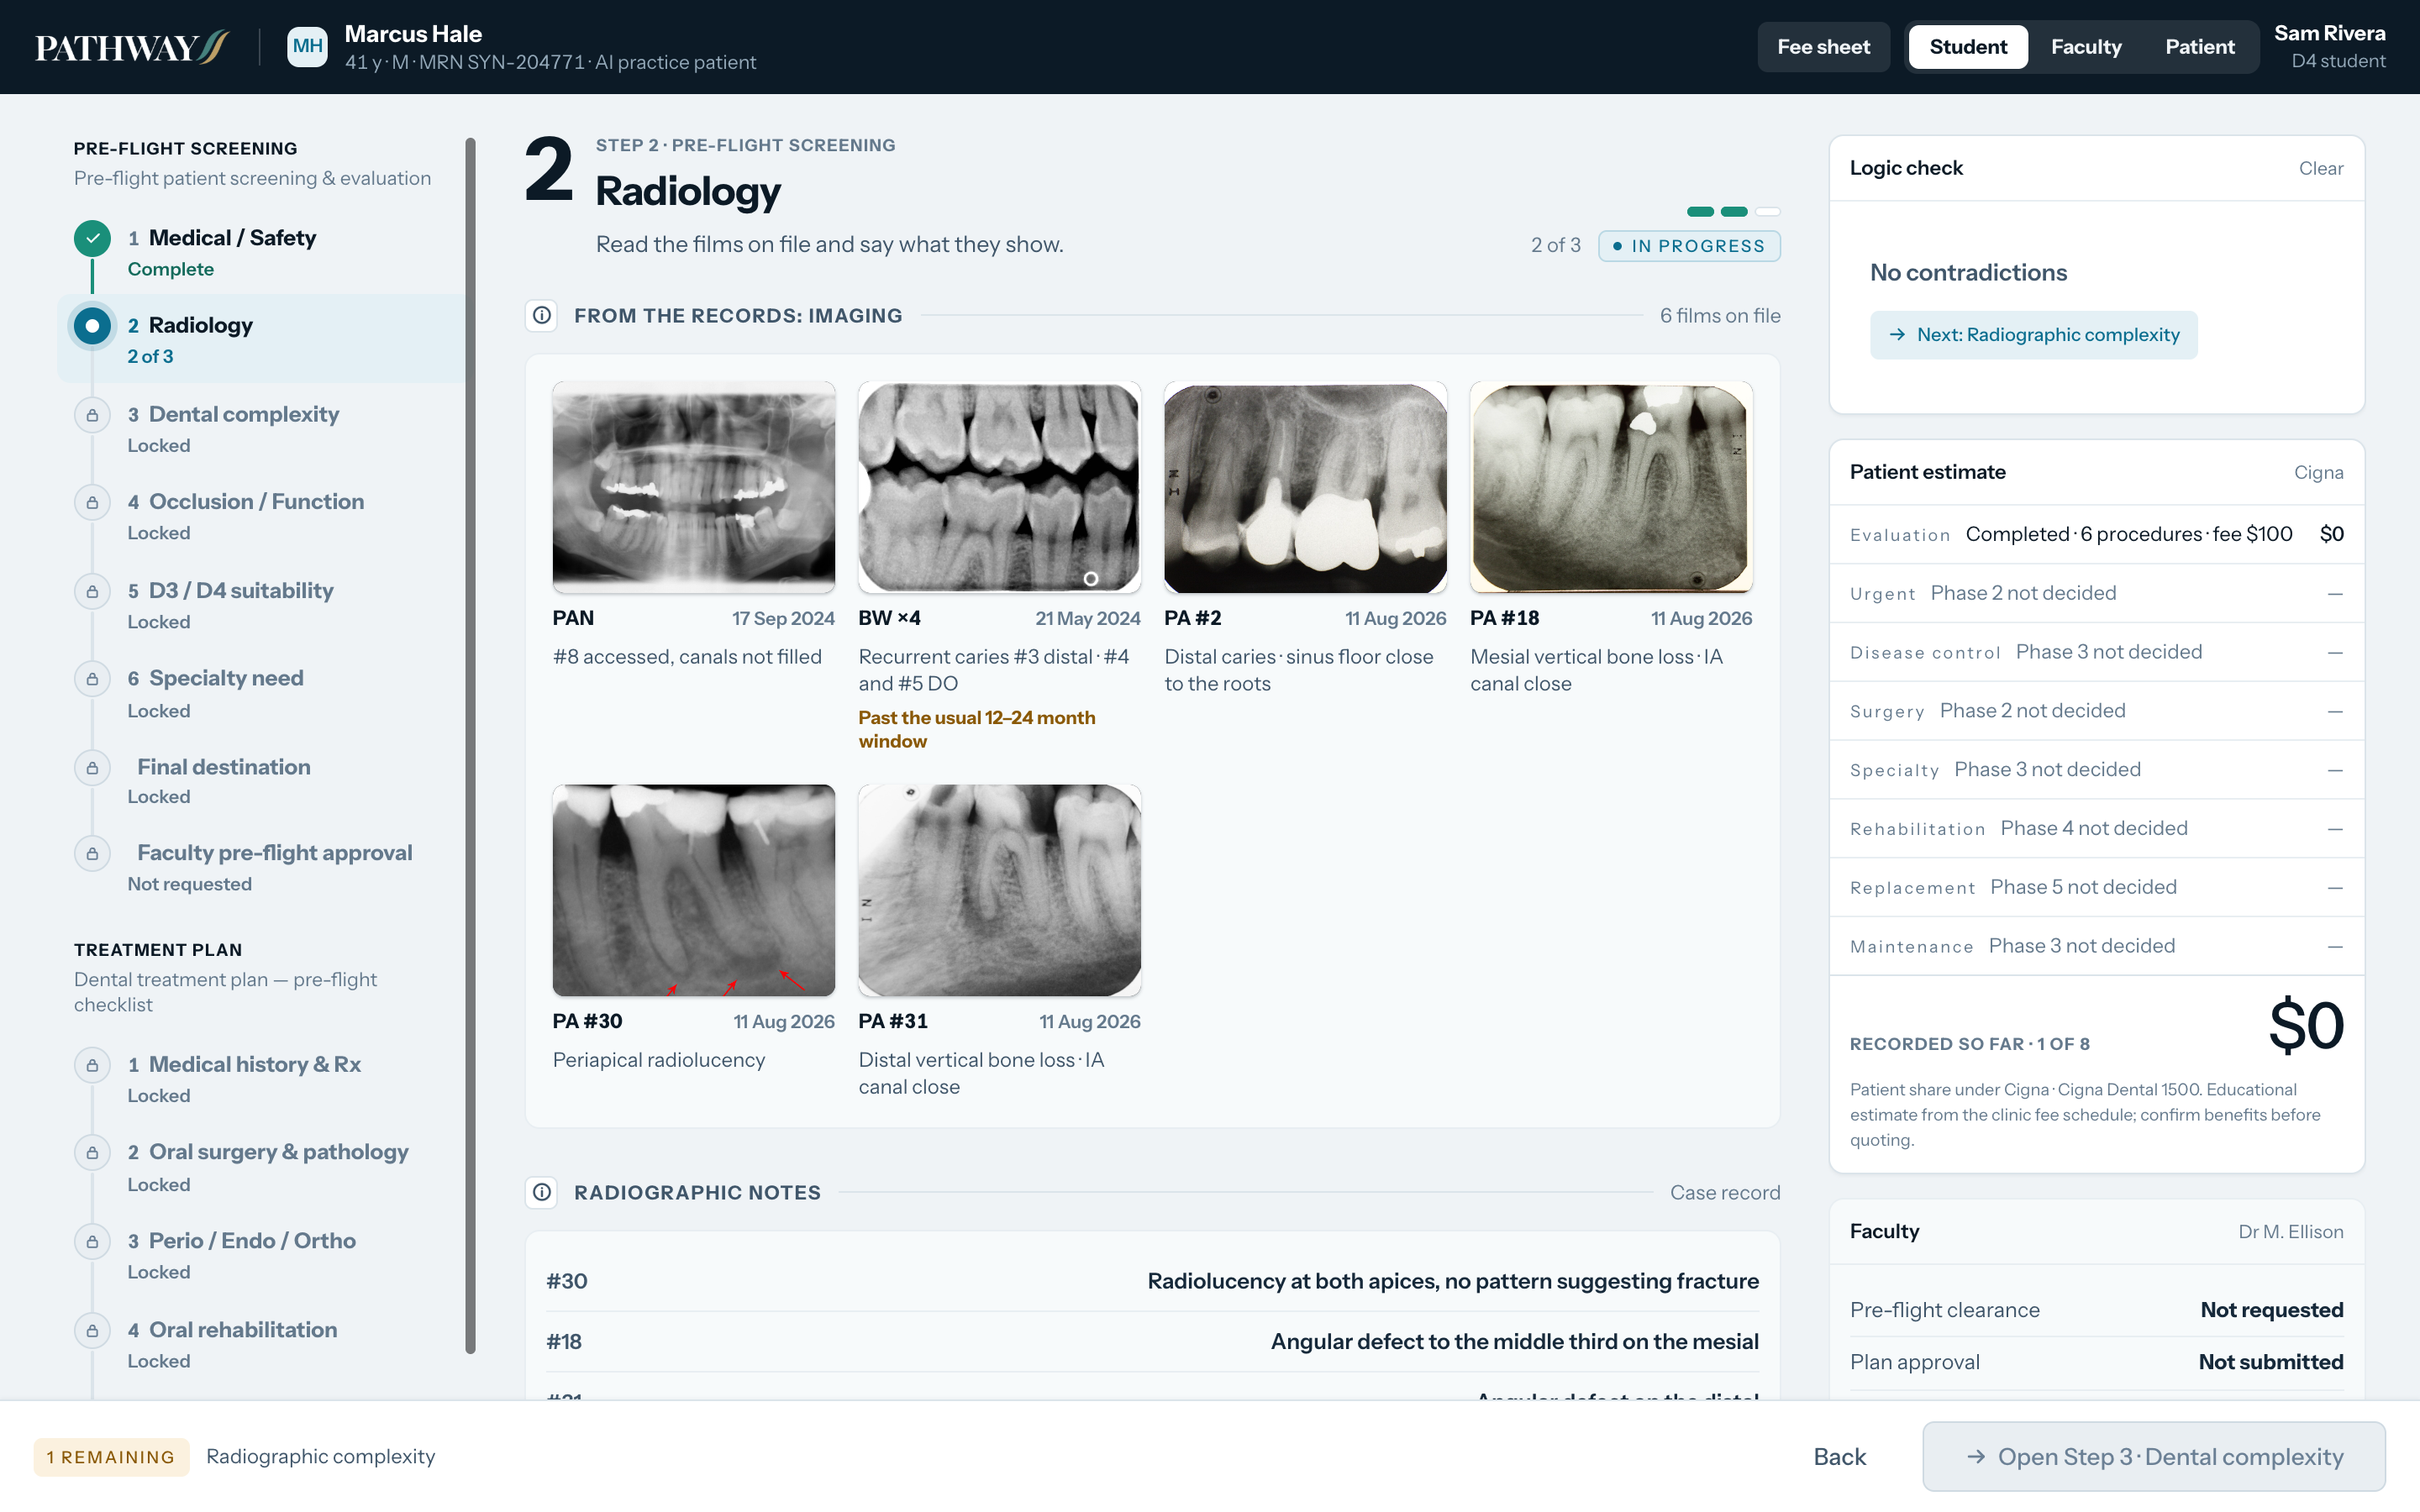 PATHWAY
MH
Marcus Hale
41 y · M · MRN SYN-204771 · AI practice patient
Fee sheet
Student
Faculty
Patient
Sam Rivera
D4 student
PRE-FLIGHT SCREENING
Pre-flight patient screening & evaluation
1 Medical / Safety
Complete
2 Radiology
2 of 3
3 Dental complexity
Locked
4 Occlusion / Function
Locked
5 D3 / D4 suitability
Locked
6 Specialty need
Locked
Final destination
Locked
Faculty pre-flight approval
Not requested
TREATMENT PLAN
Dental treatment plan — pre-flight
checklist
1 Medical history & Rx
Locked
2 Oral surgery & pathology
Locked
3 Perio / Endo / Ortho
Locked
4 Oral rehabilitation
Locked
2
STEP 2 · PRE-FLIGHT SCREENING
Radiology
Read the films on file and say what they show.
2 of 3
IN PROGRESS
FROM THE RECORDS: IMAGING
6 films on file
PAN 17 Sep 2024
#8 accessed, canals not filled
BW ×4 21 May 2024
Recurrent caries #3 distal · #4
and #5 DO
Past the usual 12–24 month
window
PA #2 11 Aug 2026
Distal caries · sinus floor close
to the roots
PA #18 11 Aug 2026
Mesial vertical bone loss · IA
canal close
PA #30 11 Aug 2026
Periapical radiolucency
PA #31 11 Aug 2026
Distal vertical bone loss · IA
canal close
RADIOGRAPHIC NOTES
Case record
#30 Radiolucency at both apices, no pattern suggesting fracture
#18 Angular defect to the middle third on the mesial
#31 Angular defect on the distal
Logic check
Clear
No contradictions
→ Next: Radiographic complexity
Patient estimate
Cigna
Evaluation Completed · 6 procedures · fee $100 $0
Urgent Phase 2 not decided —
Disease control Phase 3 not decided —
Surgery Phase 2 not decided —
Specialty Phase 3 not decided —
Rehabilitation Phase 4 not decided —
Replacement Phase 5 not decided —
Maintenance Phase 3 not decided —
RECORDED SO FAR · 1 OF 8
$0
Patient share under Cigna · Cigna Dental 1500. Educational
estimate from the clinic fee schedule; confirm benefits before
quoting.
Faculty
Dr M. Ellison
Pre-flight clearance Not requested
Plan approval Not submitted
1 REMAINING
Radiographic complexity
Back
→ Open Step 3 · Dental complexity